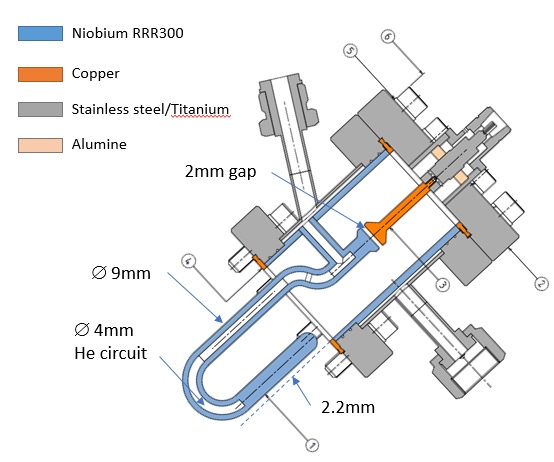 Niobium RRR300
Copper
Stainless steel/Titanium
Alumine
2mm gap
∅ 9mm
∅ 4mm
He circuit
2.2mm
5
6
4
3
2
1